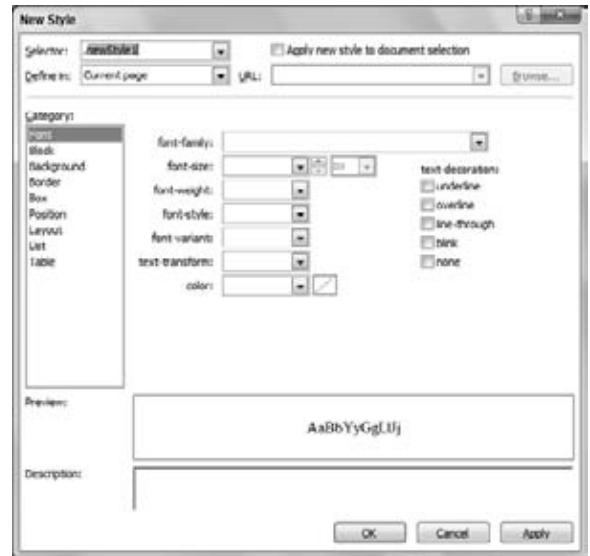 New Style
Selector: .newStyle1
Apply new style to document selection
Define in: Current page
URL:
Browse...
Category:
Font
Block
Background
Border
Box
Position
Layout
List
Table
font-family:
font-size:
px
font-weight:
font-style:
font-variant:
text-transform:
color:
text-decoration:
underline
overline
line-through
blink
none
Preview:
AaBbYyGgLlJj
Description:
OK
Cancel
Apply